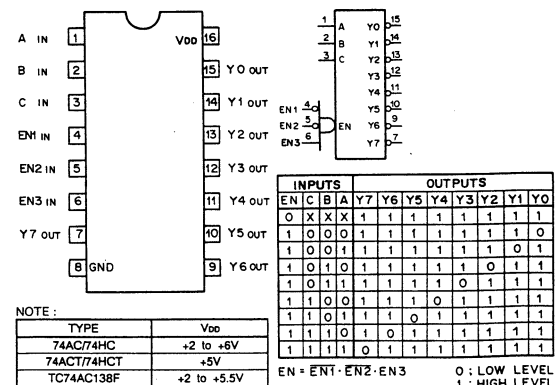 A IN 1
B IN 2
C IN 3
EN1 IN 4
EN2 IN 5
EN3 IN 6
Y7 OUT 7
8 GND
VDD 16
15 Y0 OUT
14 Y1 OUT
13 Y2 OUT
12 Y3 OUT
11 Y4 OUT
10 Y5 OUT
9 Y6 OUT
1 A Y0 15
2 B Y1 14
3 C Y2 13
Y3 12
Y4 11
EN1 4 Y5 10
EN2 5 EN Y6 9
EN3 6 Y7 7
INPUTS OUTPUTS
EN C B A Y7 Y6 Y5 Y4 Y3 Y2 Y1 Y0
0 X X X 1 1 1 1 1 1 1 1
1 0 0 0 1 1 1 1 1 1 1 0
1 0 0 1 1 1 1 1 1 1 0 1
1 0 1 0 1 1 1 1 1 0 1 1
1 0 1 1 1 1 1 1 0 1 1 1
1 1 0 0 1 1 1 0 1 1 1 1
1 1 0 1 1 1 0 1 1 1 1 1
1 1 1 0 1 0 1 1 1 1 1 1
1 1 1 1 0 1 1 1 1 1 1 1
EN = E̅N̅1̅ · E̅N̅2̅ · EN3
0 ; LOW LEVEL
1 ; HIGH LEVEL
NOTE :
TYPE VDD
74AC/74HC +2 to +6V
74ACT/74HCT +5V
TC74AC138F +2 to +5.5V